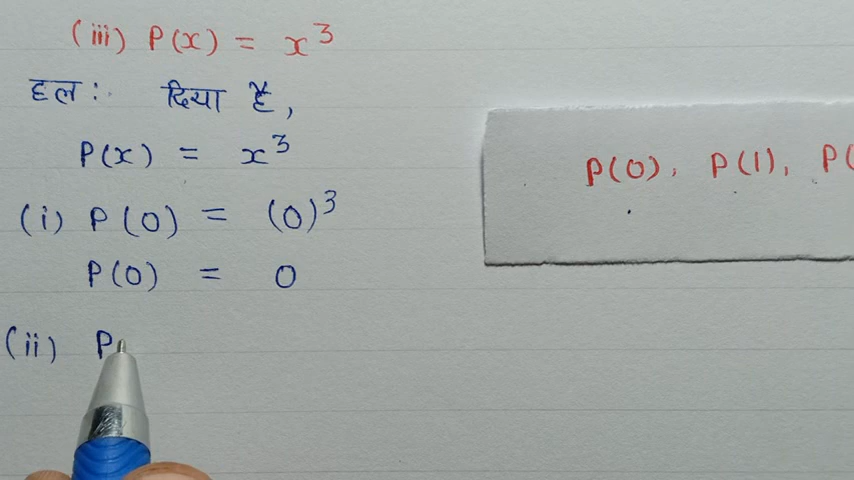 (iii) P(x) = x³
हल : दिया है,
P(x) = x³
(i) P(0) = (0)³
P(0) = 0
(ii) P
P(0), P(1), P(